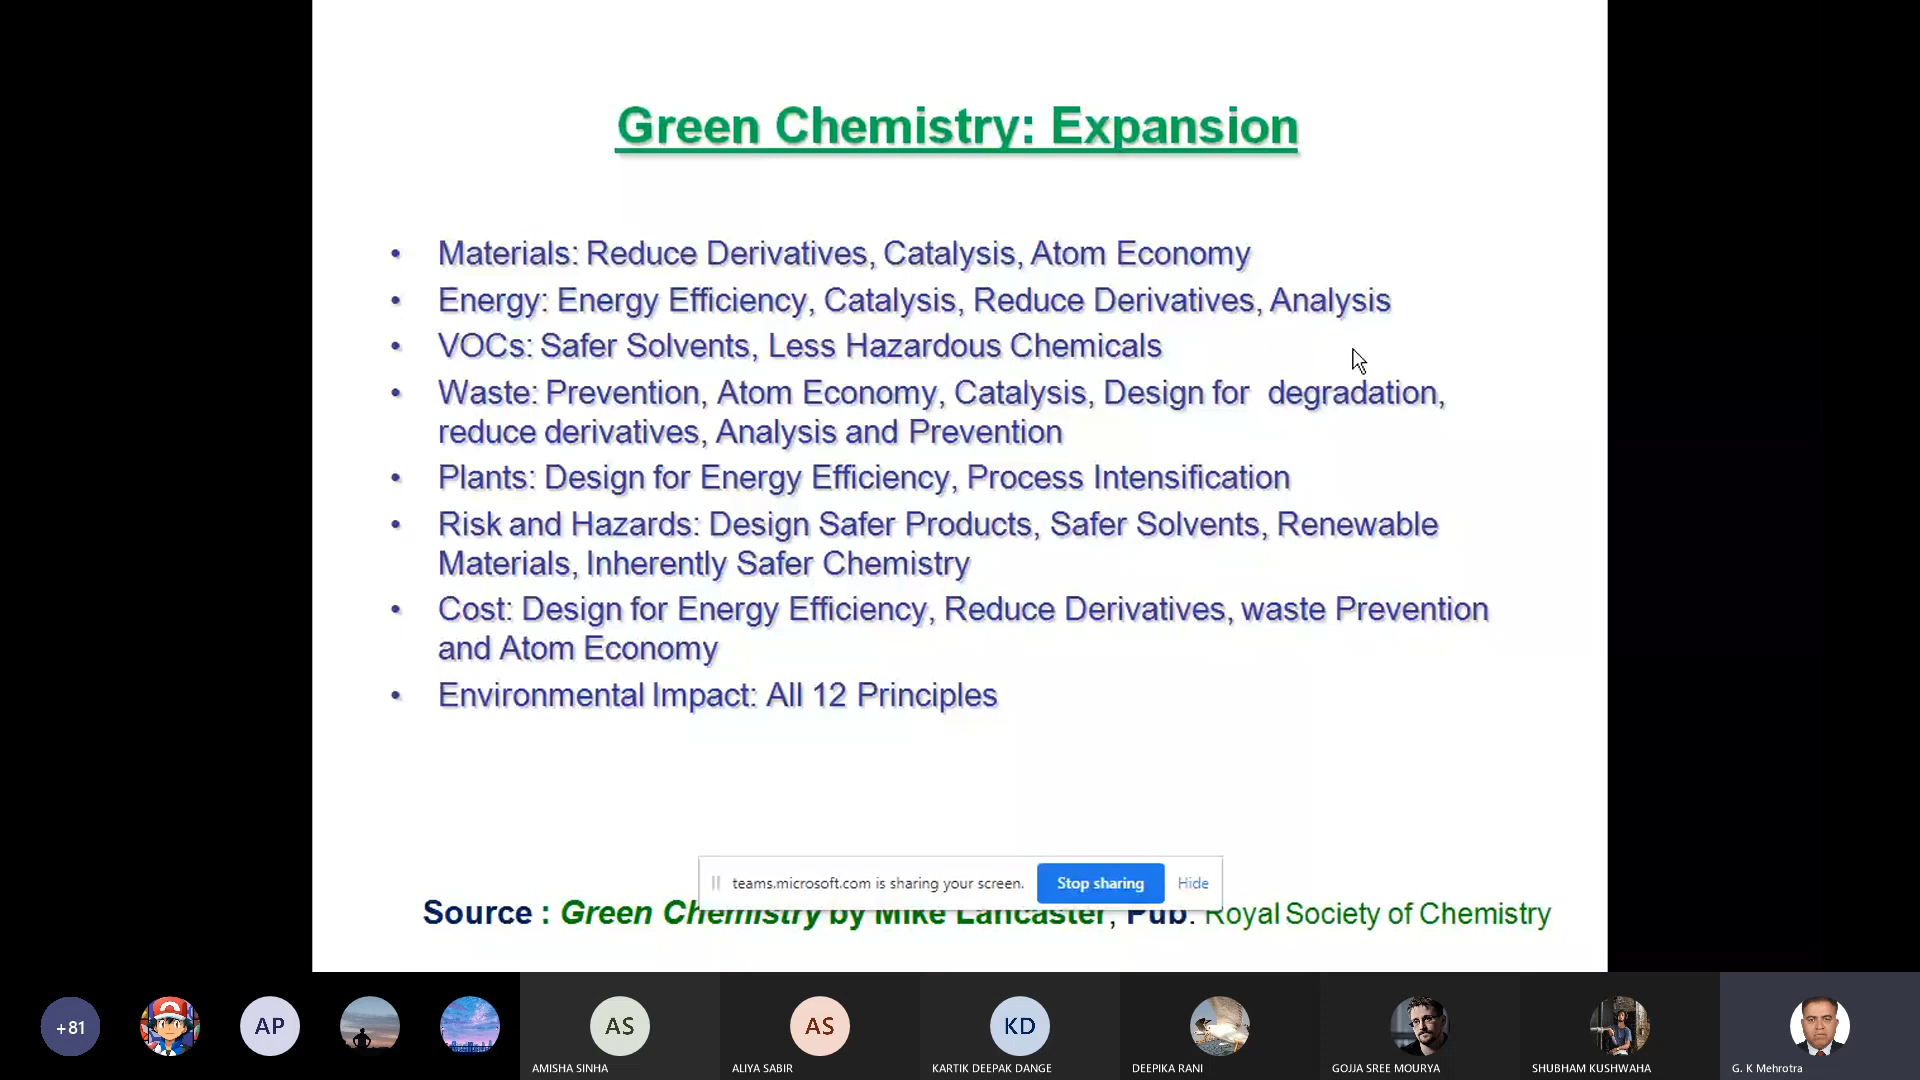 Green Chemistry: Expansion
• Materials: Reduce Derivatives, Catalysis, Atom Economy
• Energy: Energy Efficiency, Catalysis, Reduce Derivatives, Analysis
• VOCs: Safer Solvents, Less Hazardous Chemicals
• Waste: Prevention, Atom Economy, Catalysis, Design for degradation,
reduce derivatives, Analysis and Prevention
• Plants: Design for Energy Efficiency, Process Intensification
• Risk and Hazards: Design Safer Products, Safer Solvents, Renewable
Materials, Inherently Safer Chemistry
• Cost: Design for Energy Efficiency, Reduce Derivatives, waste Prevention
and Atom Economy
• Environmental Impact: All 12 Principles
teams.microsoft.com is sharing your screen. Stop sharing Hide
Source : Green Chemistry by Mike Lancaster, Pub: Royal Society of Chemistry
+81 AP AS AS KD
AMISHA SINHA ALIYA SABIR KARTIK DEEPAK DANGE DEEPIKA RANI GOJJA SREE MOURYA SHUBHAM KUSHWAHA G. K Mehrotra